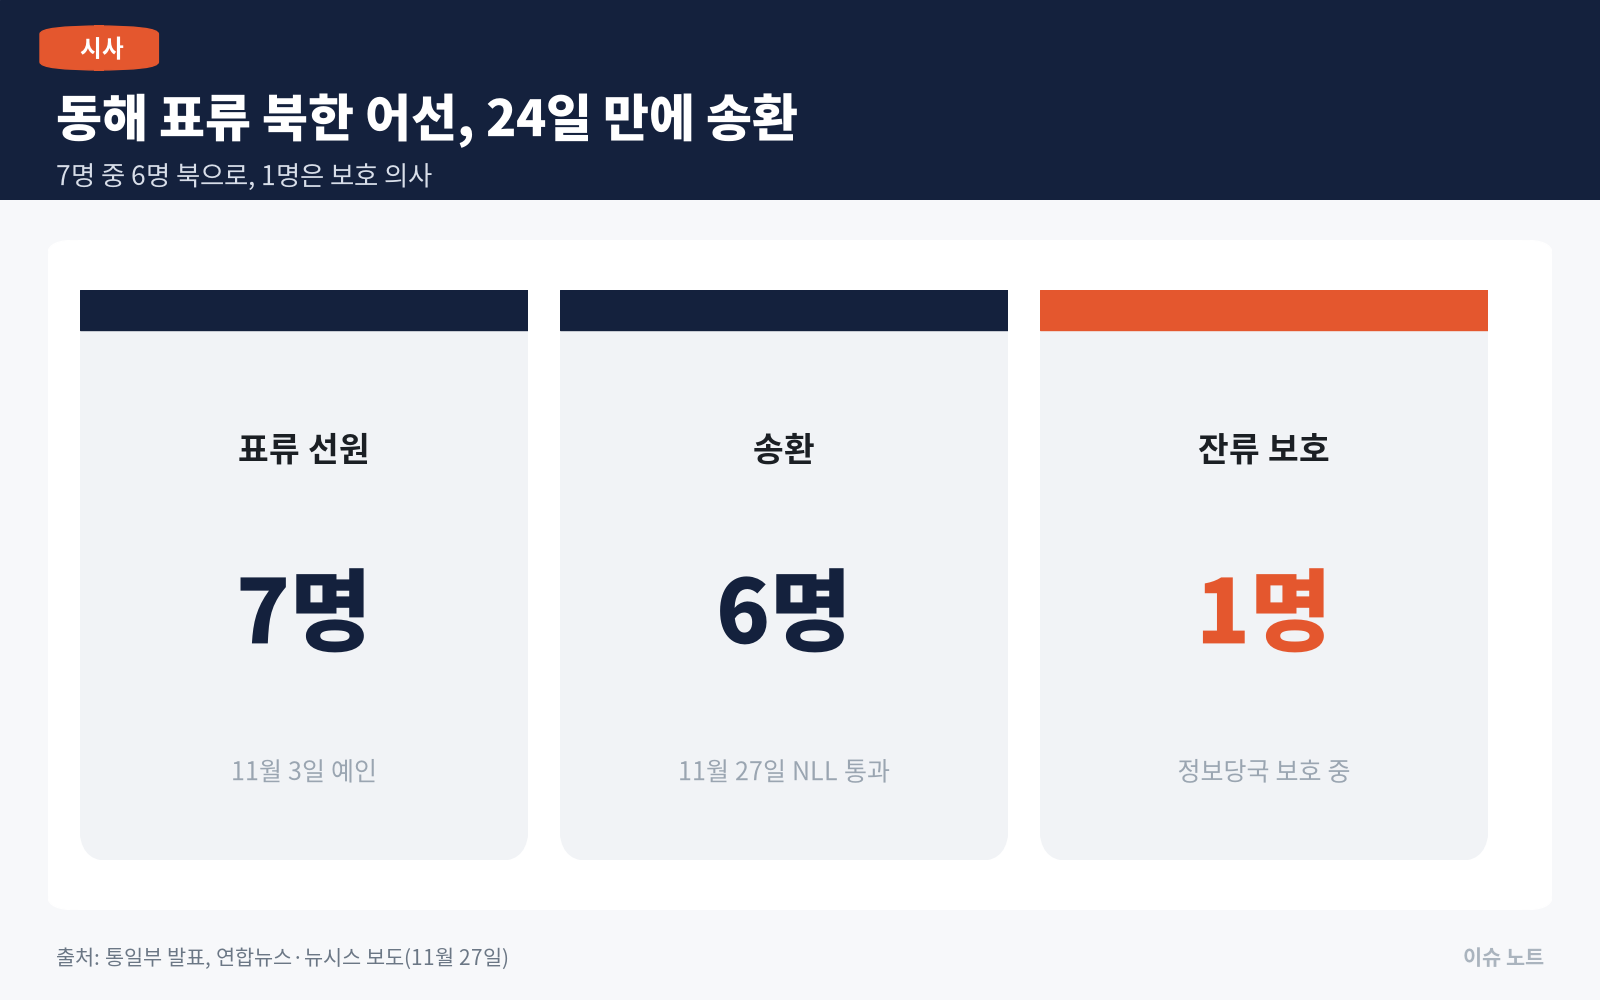 시사
동해 표류 북한 어선, 24일 만에 송환
7명 중 6명 북으로, 1명은 보호 의사
표류 선원
7명
11월 3일 예인
송환
6명
11월 27일 NLL 통과
잔류 보호
1명
정보당국 보호 중
출처: 통일부 발표, 연합뉴스·뉴시스 보도(11월 27일)
이슈 노트